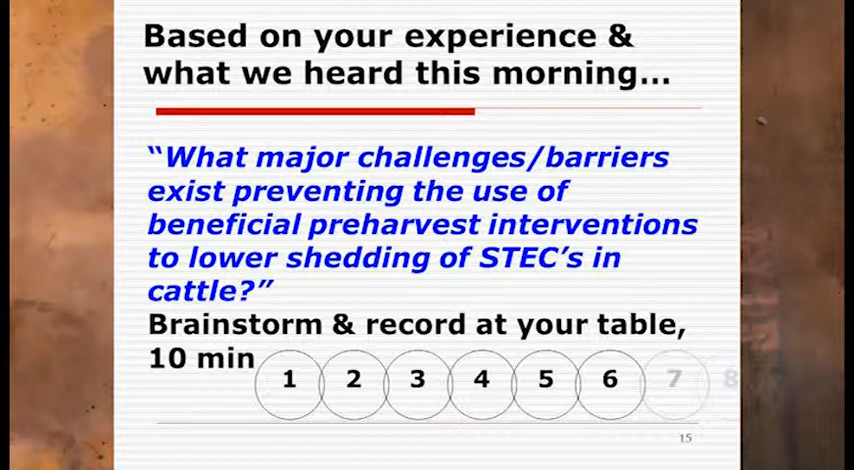 Based on your experience &
what we heard this morning...
“What major challenges/barriers
exist preventing the use of
beneficial preharvest interventions
to lower shedding of STEC’s in
cattle?”
Brainstorm & record at your table,
10 min
1 2 3 4 5 6 7 8
15